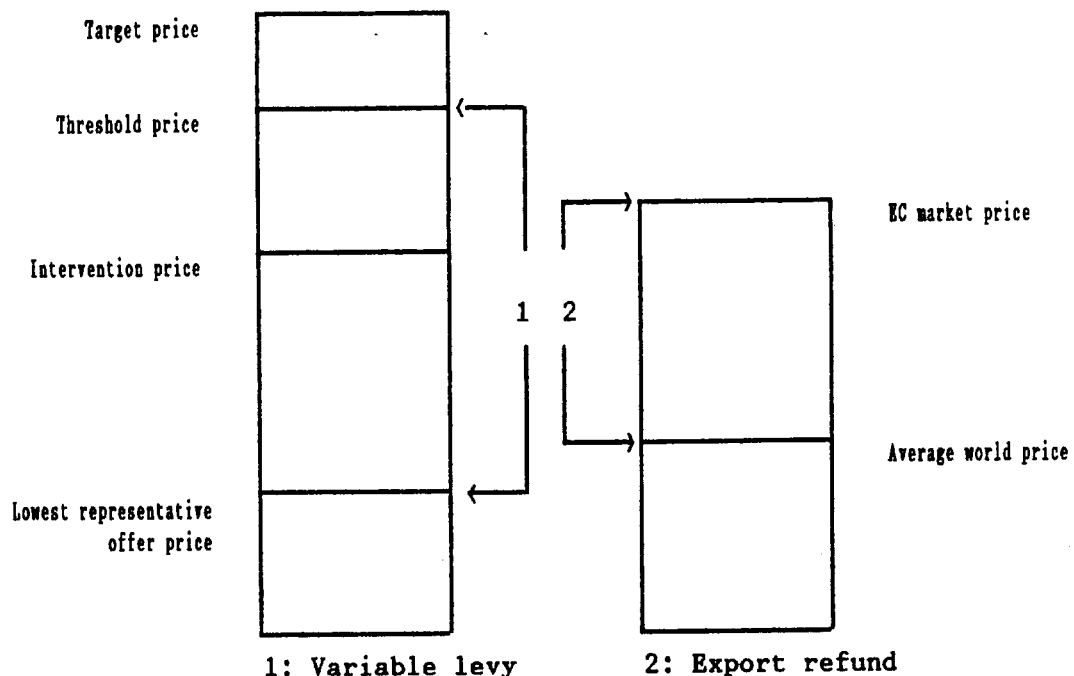 Target price
Threshold price
EC market price
Intervention price
1 2
Average world price
Lowest representative
offer price
1: Variable levy
2: Export refund